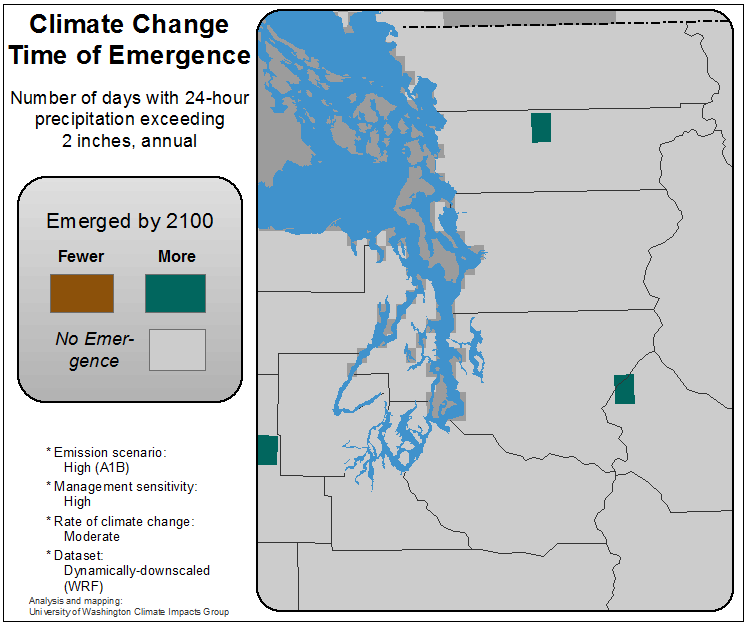 Climate Change
Time of Emergence
Number of days with 24-hour
precipitation exceeding
2 inches, annual
Emerged by 2100
Fewer More
No Emer-
gence
* Emission scenario:
High (A1B)
* Management sensitivity:
High
* Rate of climate change:
Moderate
* Dataset:
Dynamically-downscaled
(WRF)
Analysis and mapping:
University of Washington Climate Impacts Group